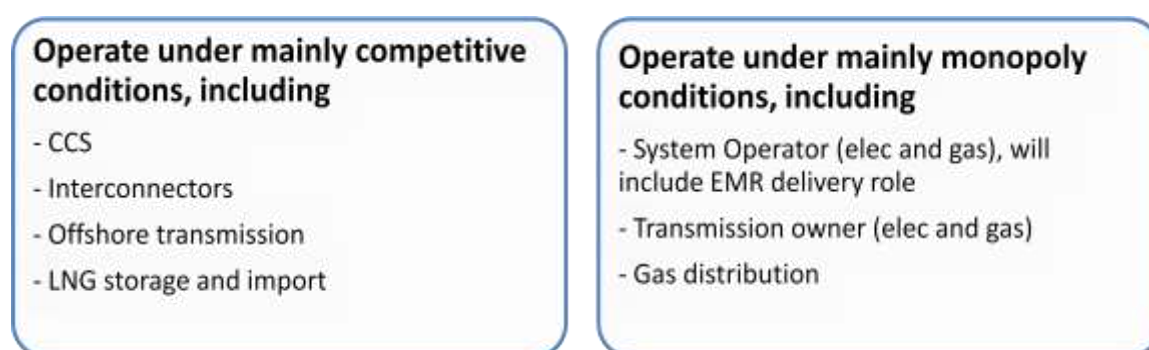 Operate under mainly competitive
conditions, including
- CCS
- Interconnectors
- Offshore transmission
- LNG storage and import
Operate under mainly monopoly
conditions, including
- System Operator (elec and gas), will
include EMR delivery role
- Transmission owner (elec and gas)
- Gas distribution